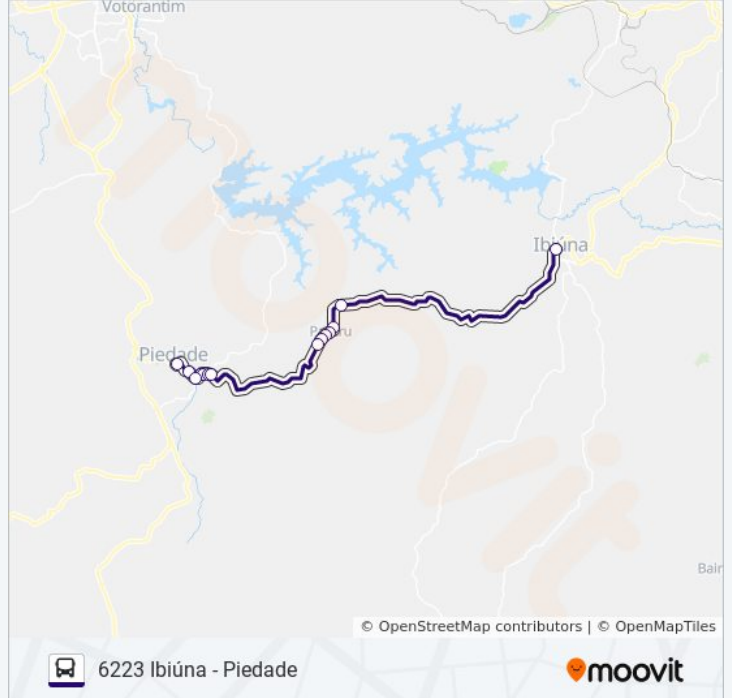 Votorantim
Ibiúna
Piedade
Bair
© OpenStreetMap contributors | © OpenMapTiles
6223 Ibiúna - Piedade
moovit